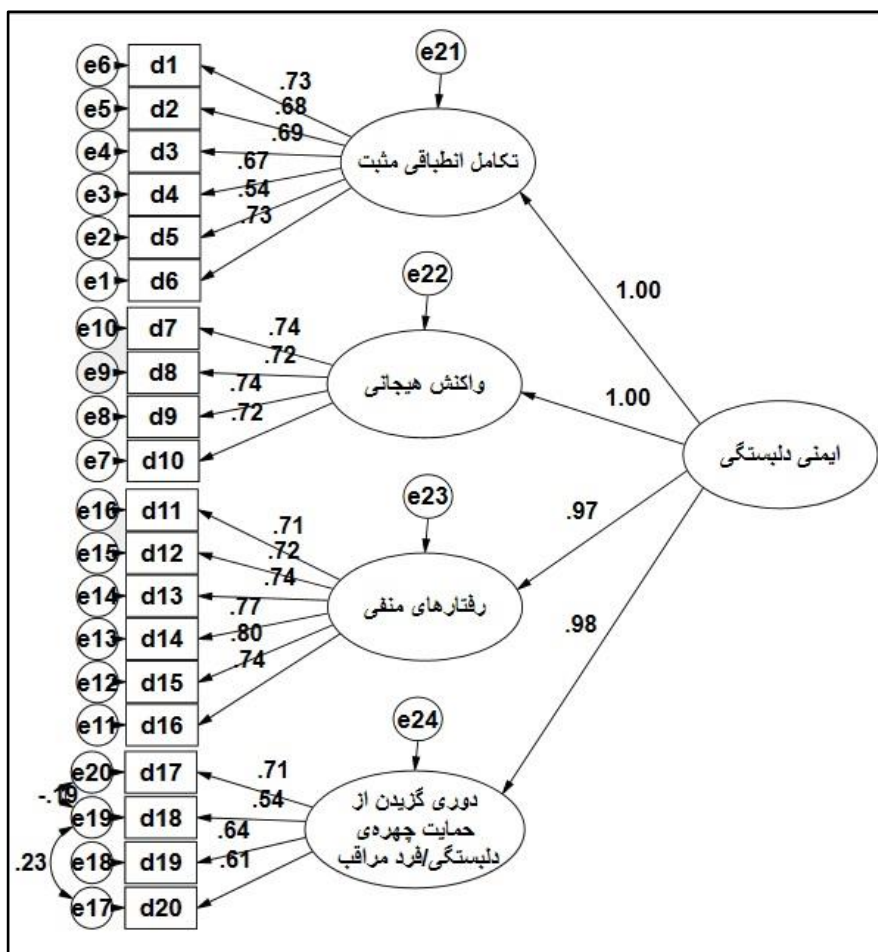 e21
e6 d1
.73
e5 d2
.68
.69
e4 d3
تکامل انطباقی مثبت
.67
e3 d4
.54
e2 d5
.73
e1 d6
e22
1.00
e10 d7
.74
.72
e9 d8
واکنش هیجانی
.74
e8 d9
.72
1.00
e7 d10
ایمنی دلبستگی
e23
e16 d11
.71
.97
e15 d12
.72
.74
e14 d13
رفتارهای منفی
.77
e13 d14
.80
.98
e12 d15
.74
e11 d16
e24
e20 d17
.71
-.19
.54
e19 d18
دوری گزیدن از
حمایت چهره‌ی
دلبستگی/فرد مراقب
.64
.23
e18 d19
.61
e17 d20